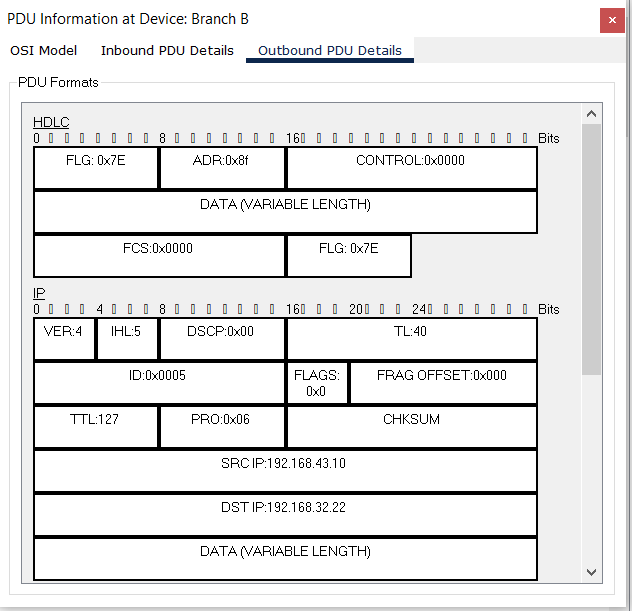 PDU Information at Device: Branch B
OSI Model Inbound PDU Details Outbound PDU Details
PDU Formats
HDLC
0 8 16 Bits
FLG: 0x7E ADR:0x8f CONTROL:0x0000
DATA (VARIABLE LENGTH)
FCS:0x0000 FLG: 0x7E
IP
0 4 8 16 20 24 Bits
VER:4 IHL:5 DSCP:0x00 TL:40
ID:0x0005 FLAGS: 0x0 FRAG OFFSET:0x000
TTL:127 PRO:0x06 CHKSUM
SRC IP:192.168.43.10
DST IP:192.168.32.22
DATA (VARIABLE LENGTH)